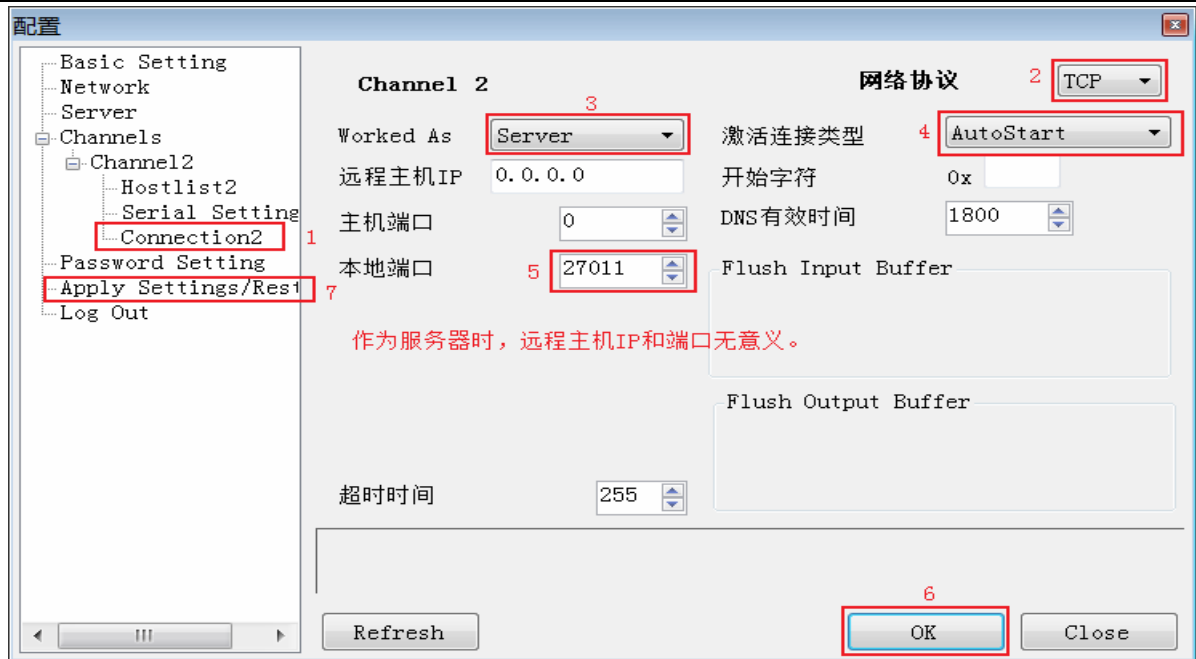 配置
Basic Setting
Network
Server
Channels
Channel2
Hostlist2
Serial Setting
Connection2
1
Password Setting
Apply Settings/Rest
7
Log Out
Channel 2
网络协议
2
TCP
3
Worked As
Server
激活连接类型
4
AutoStart
远程主机IP
0.0.0.0
开始字符
0x
主机端口
0
DNS有效时间
1800
本地端口
5
27011
Flush Input Buffer
作为服务器时，远程主机IP和端口无意义。
Flush Output Buffer
超时时间
255
6
Refresh
OK
Close